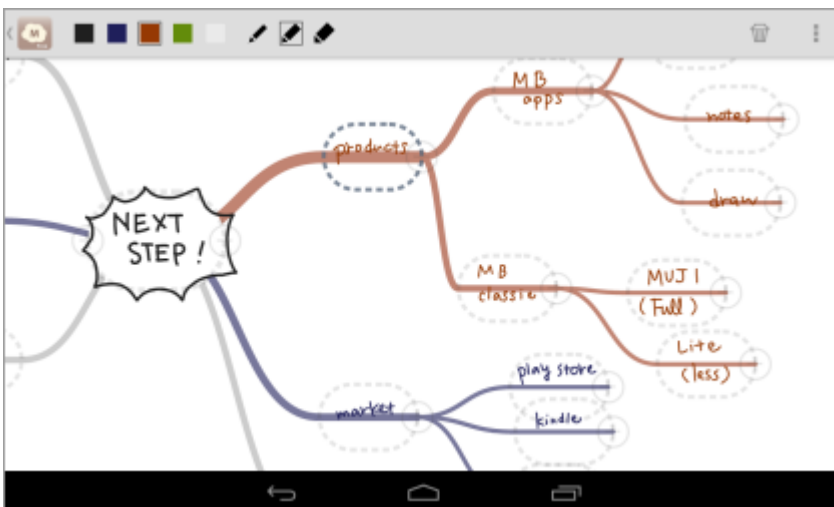 M
NEXT
STEP!
products
MB
apps
notes
draw
MB
classic
MUJI
(Full)
Lite
(less)
market
play store
kindle